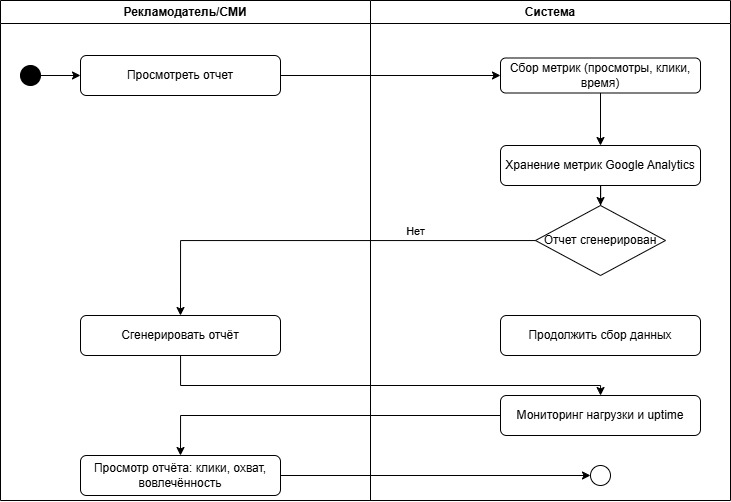 Рекламодатель/СМИ
Система
Просмотреть отчет
Сбор метрик (просмотры, клики,
время)
Хранение метрик Google Analytics
Отчет сгенерирован
Нет
Сгенерировать отчёт
Продолжить сбор данных
Мониторинг нагрузки и uptime
Просмотр отчёта: клики, охват,
вовлечённость